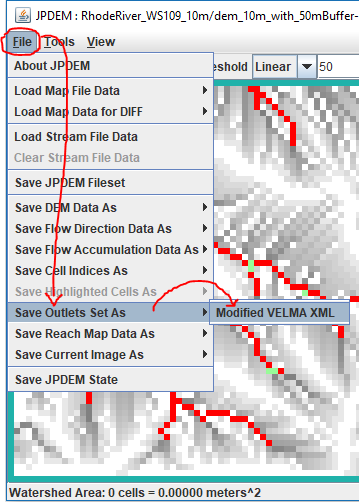 JPDEM : RhodeRiver_WS109_10m/dem_10m_with_50mBuffer-
File Tools View
About JPDEM
eshold Linear 50
Load Map File Data
Load Map Data for DIFF
Load Stream File Data
Clear Stream File Data
Save JPDEM Fileset
Save DEM Data As
Save Flow Direction Data As
Save Flow Accumulation Data As
Save Cell Indices As
Save Highlighted Cells As
Save Outlets Set As
Modified VELMA XML
Save Reach Map Data As
Save Current Image As
Save JPDEM State
Watershed Area: 0 cells = 0.00000 meters^2